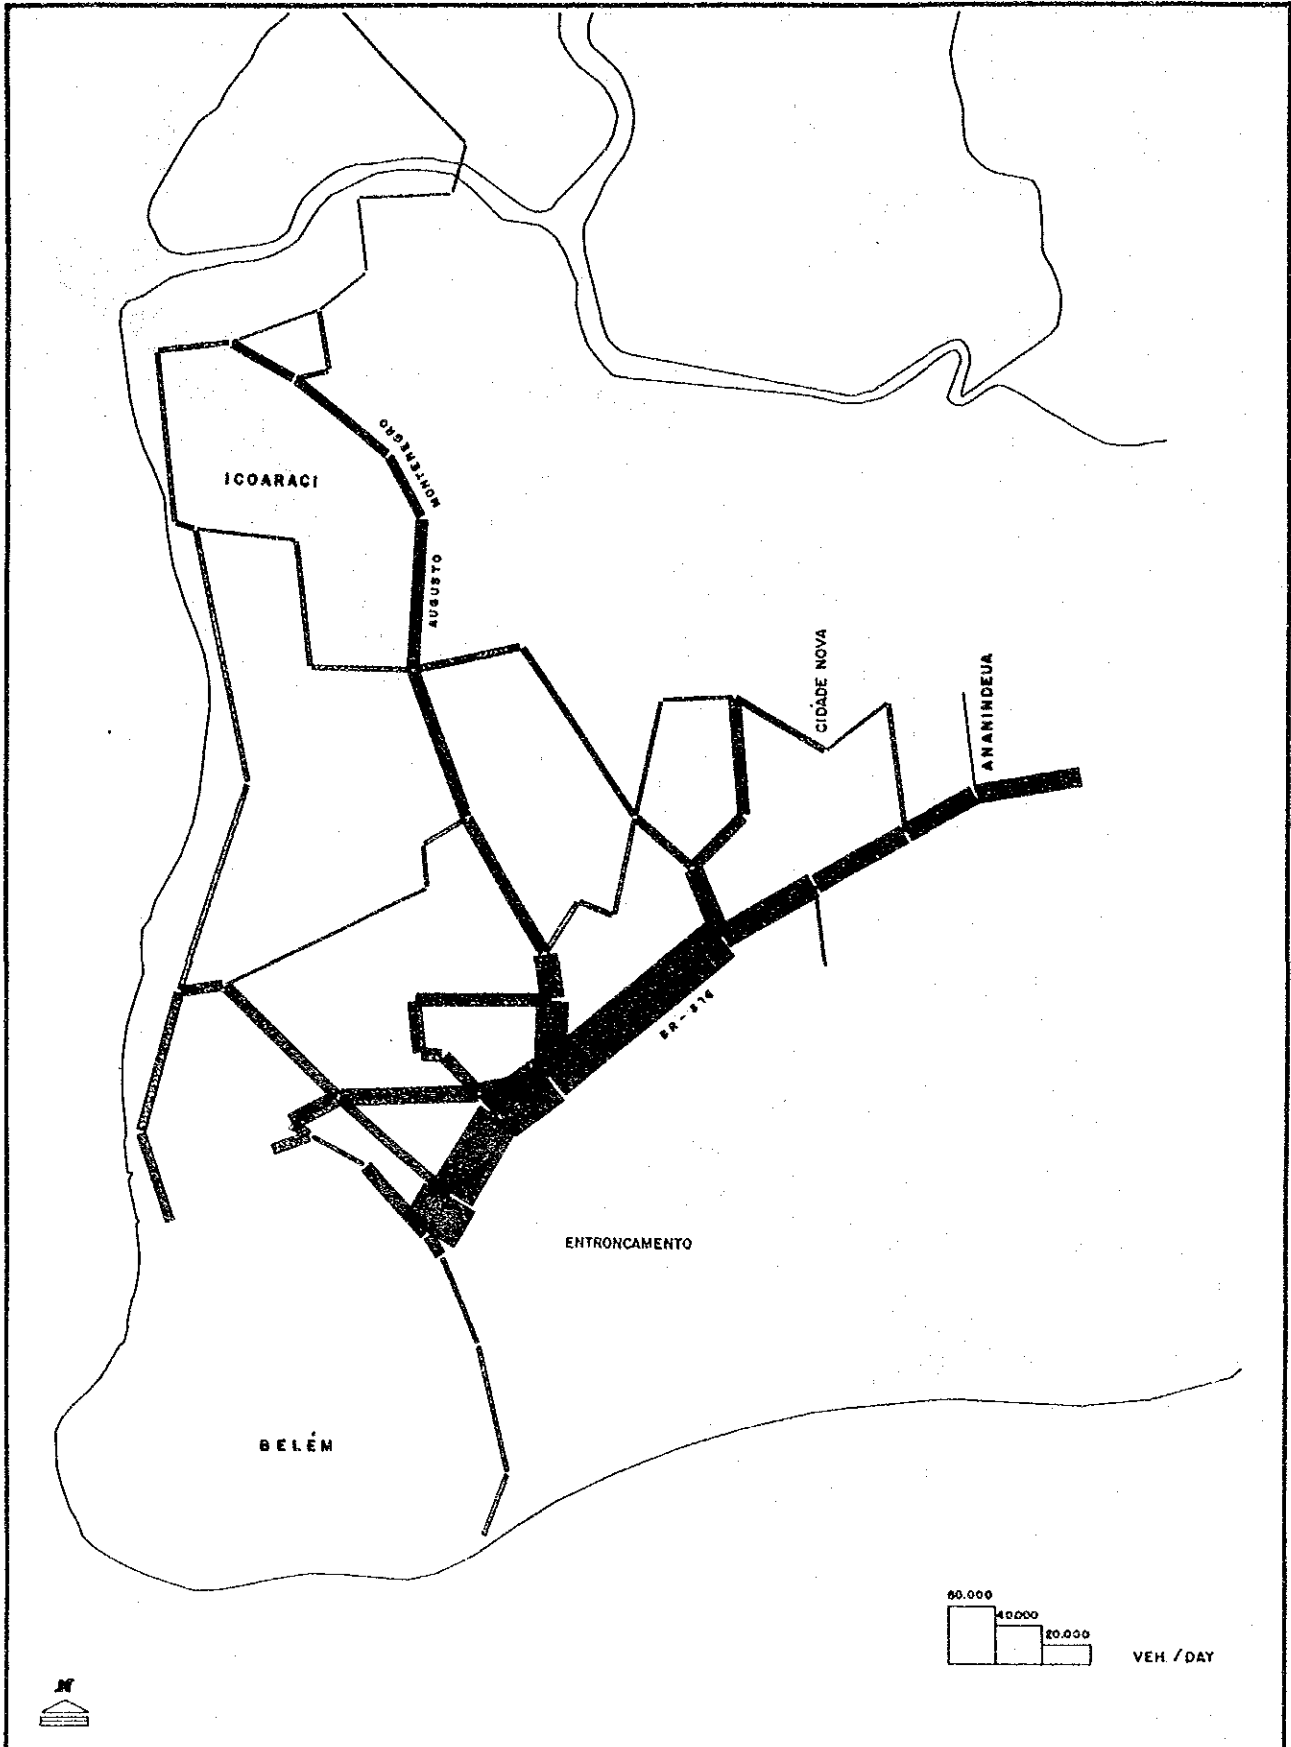 MONTENEGRO
ICOARACI
AUGUSTO
CIDADE NOVA
ANANINDEUA
BR-316
ENTRONCAMENTO
BELÉM
60.000
40.000
20.000
VEH. / DAY
N